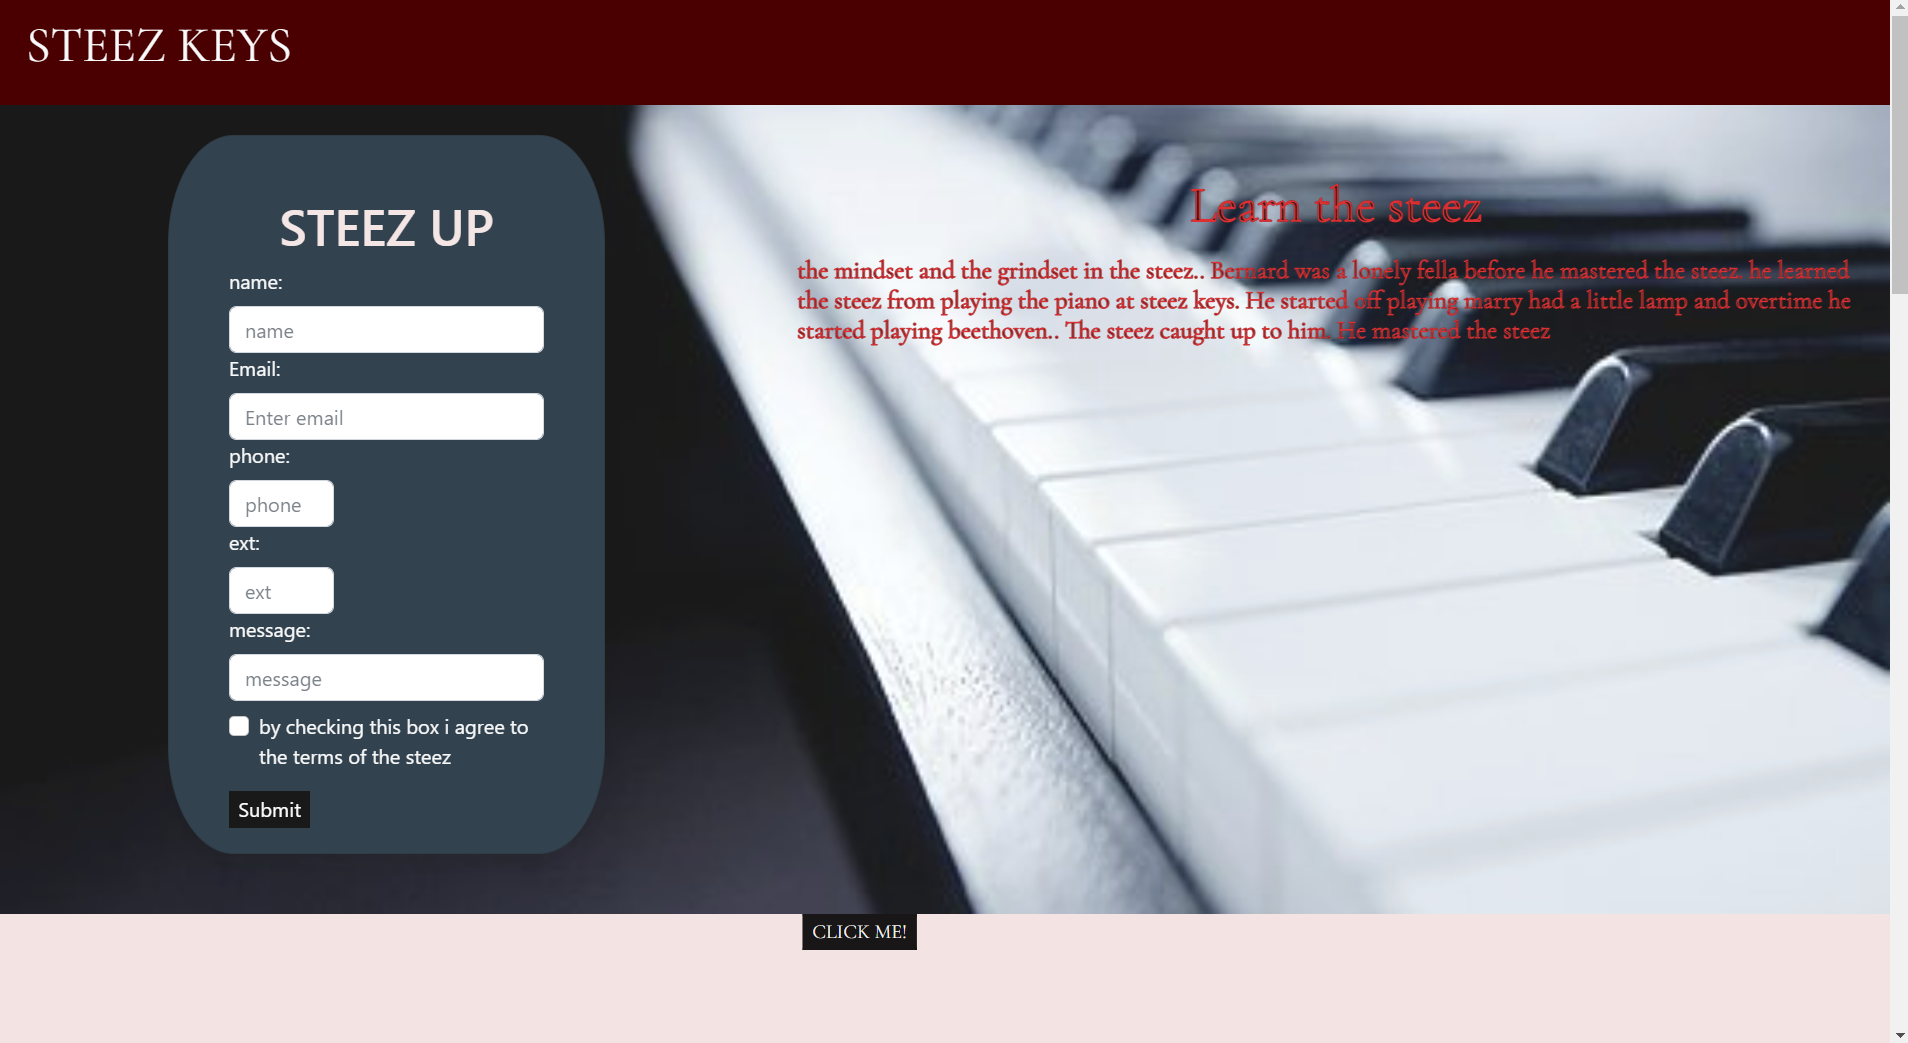 STEEZ KEYS
STEEZ UP
name:
name
Email:
Enter email
phone:
phone
ext:
ext
message:
message
by checking this box i agree to
the terms of the steez
Submit
Learn the steez
the mindset and the grindset in the steez.. Bernard was a lonely fella before he mastered the steez. he learned
the steez from playing the piano at steez keys. He started off playing marry had a little lamp and overtime he
started playing beethoven.. The steez caught up to him. He mastered the steez
CLICK ME!